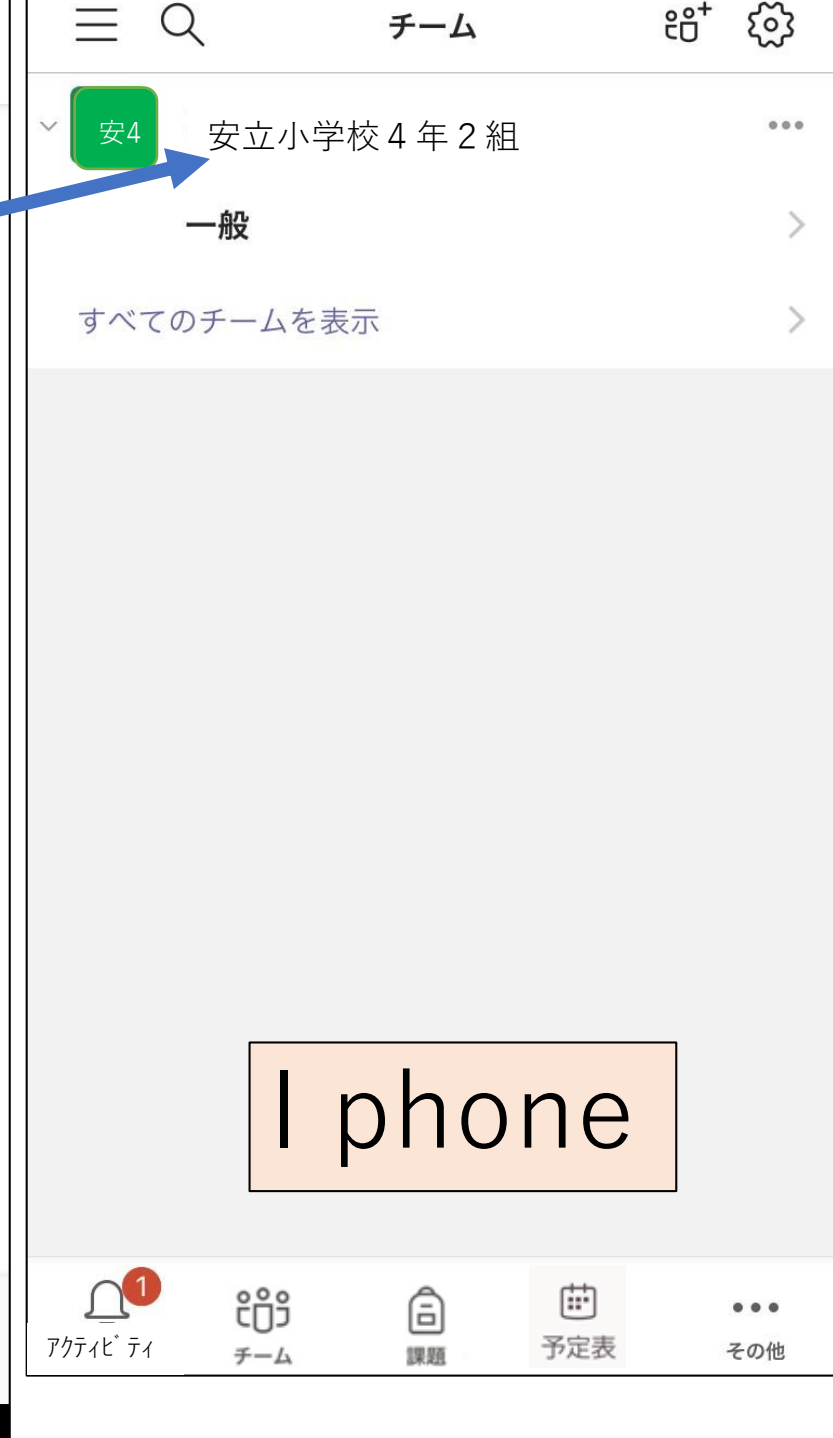 チーム
安4
安立小学校４年２組
一般
すべてのチームを表示
I phone
1
ｱｸﾃｨﾋﾞﾃｨ
チーム
課題
予定表
その他